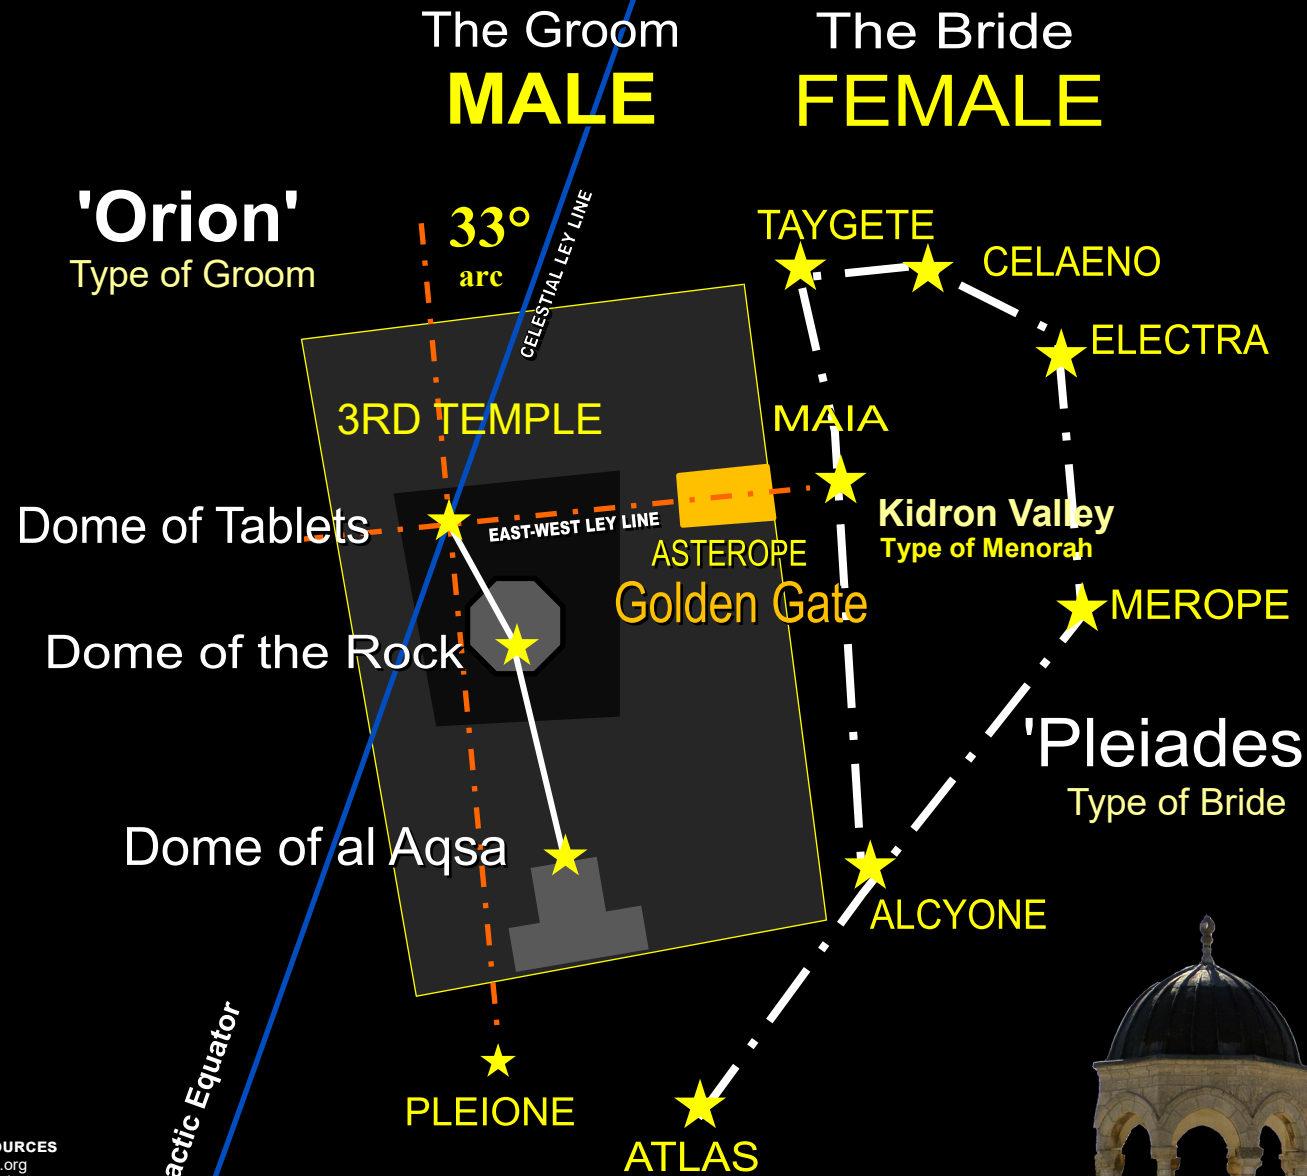 The Groom
MALE
The Bride
FEMALE
'Orion'
Type of Groom
33°
arc
CELESTIAL LEY LINE
TAYGETE
CELAENO
ELECTRA
3RD TEMPLE
MAIA
Dome of Tablets
EAST-WEST LEY LINE
Kidron Valley
Type of Menorah
ASTEROPE
Golden Gate
MEROPE
Dome of the Rock
'Pleiades
Type of Bride
Dome of al Aqsa
ALCYONE
actic Equator
PLEIONE
ATLAS
OURCES
.org